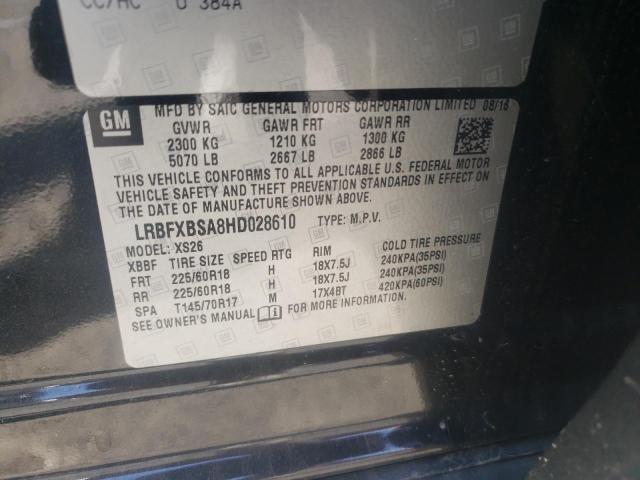 CC/HC U 384A
GM
MFD BY SAIC GENERAL MOTORS CORPORATION LIMITED 08/16
GVWR GAWR FRT GAWR RR
2300 KG 1210 KG 1300 KG
5070 LB 2667 LB 2866 LB
THIS VEHICLE CONFORMS TO ALL APPLICABLE U.S. FEDERAL MOTOR
VEHICLE SAFETY AND THEFT PREVENTION STANDARDS IN EFFECT ON
THE DATE OF MANUFACTURE SHOWN ABOVE.
LRBFXBSA8HD028610 TYPE: M.P.V.
MODEL: XS26
XBBF TIRE SIZE SPEED RTG RIM COLD TIRE PRESSURE
FRT 225/60R18 H 18X7.5J 240KPA(35PSI)
RR 225/60R18 H 18X7.5J 240KPA(35PSI)
SPA T145/70R17 M 17X4BT 420KPA(60PSI)
SEE OWNER'S MANUAL FOR MORE INFORMATION.